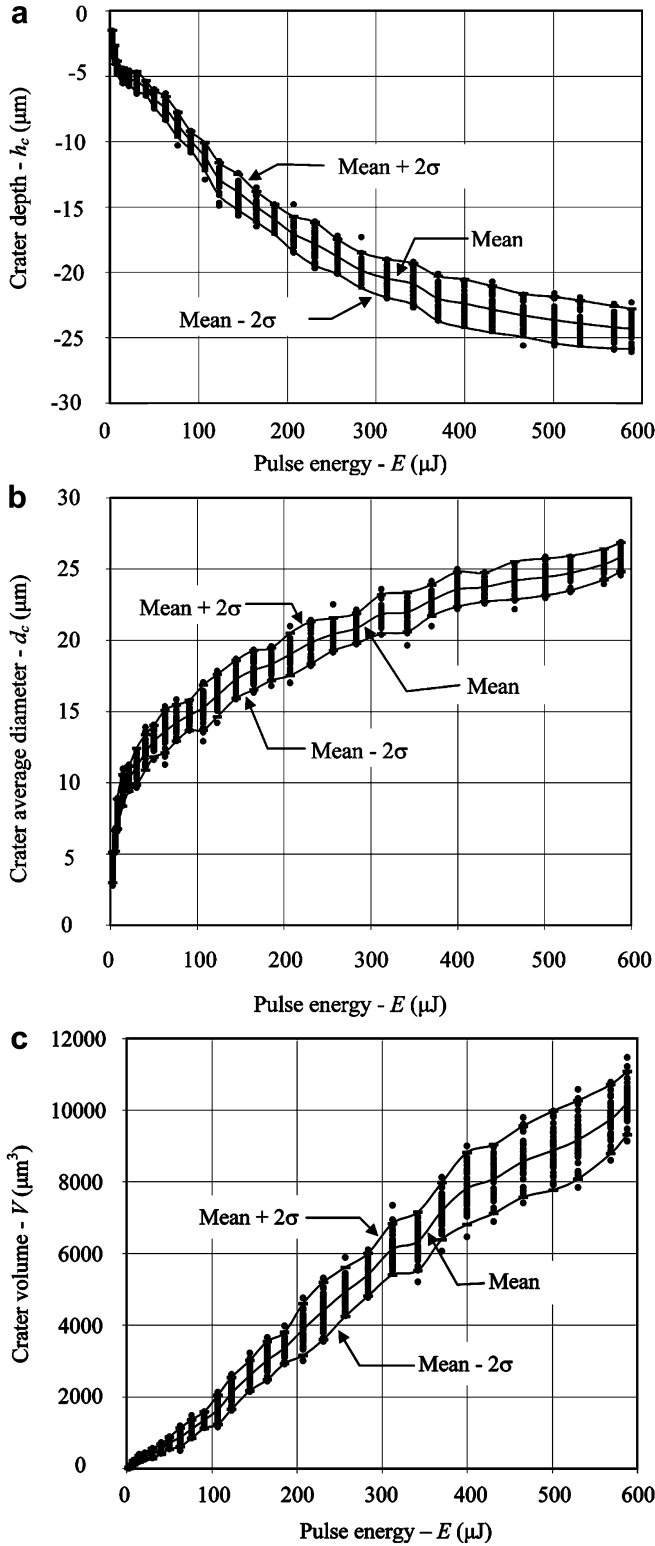 a
0
-5
-10
-15
-20
-25
-30
Crater depth - h_c (μm)
Mean + 2σ
Mean
Mean - 2σ
0 100 200 300 400 500 600
Pulse energy - E (μJ)
b
30
25
20
15
10
5
0
Crater average diameter - d_c (μm)
Mean + 2σ
Mean
Mean - 2σ
0 100 200 300 400 500 600
Pulse energy - E (μJ)
c
12000
10000
8000
6000
4000
2000
0
Crater volume - V (μm³)
Mean + 2σ
Mean
Mean - 2σ
0 100 200 300 400 500 600
Pulse energy – E (μJ)